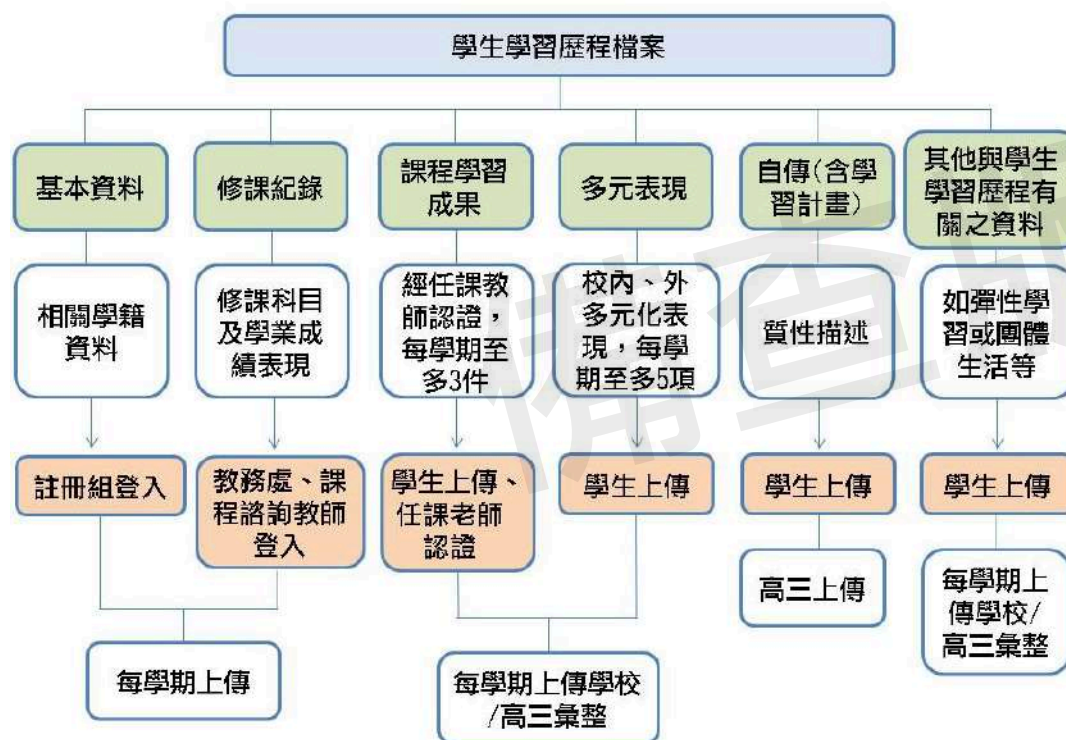 學生學習歷程檔案
基本資料
修課紀錄
課程學習
成果
多元表現
自傳(含學
習計畫)
其他與學生
學習歷程有
關之資料
相關學籍
資料
修課科目
及學業成
績表現
經任課教
師認證,
每學期至
多3件
校內、外
多元化表
現,每學
期至多5項
質性描述
如彈性學
習或團體
生活等
註冊組登入
教務處、課
程諮詢教師
登入
學生上傳、
任課老師
認證
學生上傳
學生上傳
學生上傳
每學期上傳
每學期上傳學校
/高三彙整
高三上傳
每學期上
傳學校/
高三彙整
備查